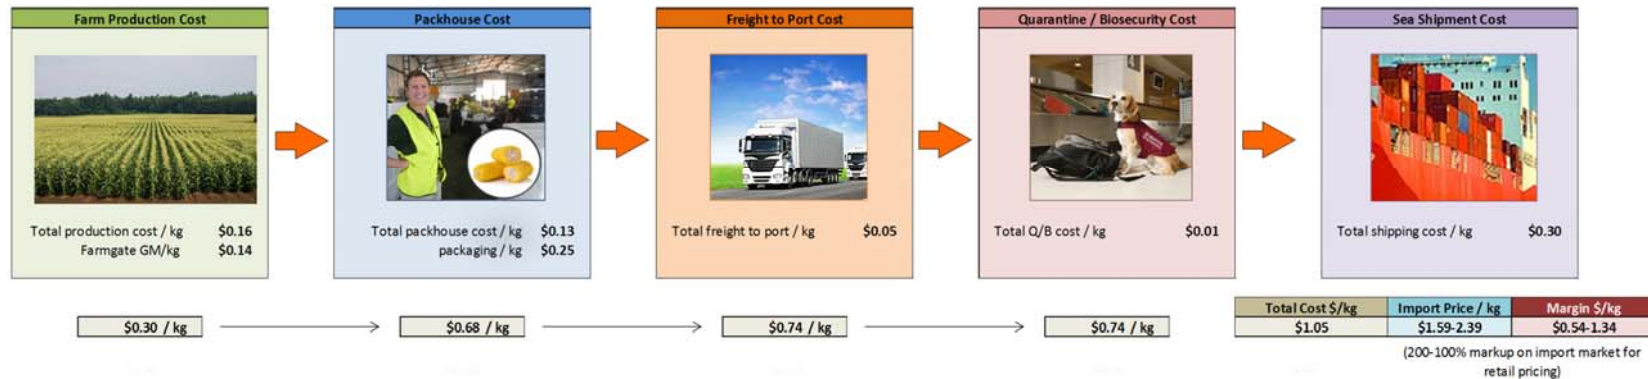 Farm Production Cost
Total production cost / kg $0.16
Farmgate GM/kg $0.14
Packhouse Cost
Total packhouse cost / kg $0.13
packaging / kg $0.25
Freight to Port Cost
Total freight to port / kg $0.05
Quarantine / Biosecurity Cost
Total Q/B cost / kg $0.01
Sea Shipment Cost
Total shipping cost / kg $0.30
$0.30 / kg
$0.68 / kg
$0.74 / kg
$0.74 / kg
Total Cost $/kg Import Price / kg Margin $/kg
$1.05 $1.59-2.39 $0.54-1.34
(200-100% markup on import market for
retail pricing)